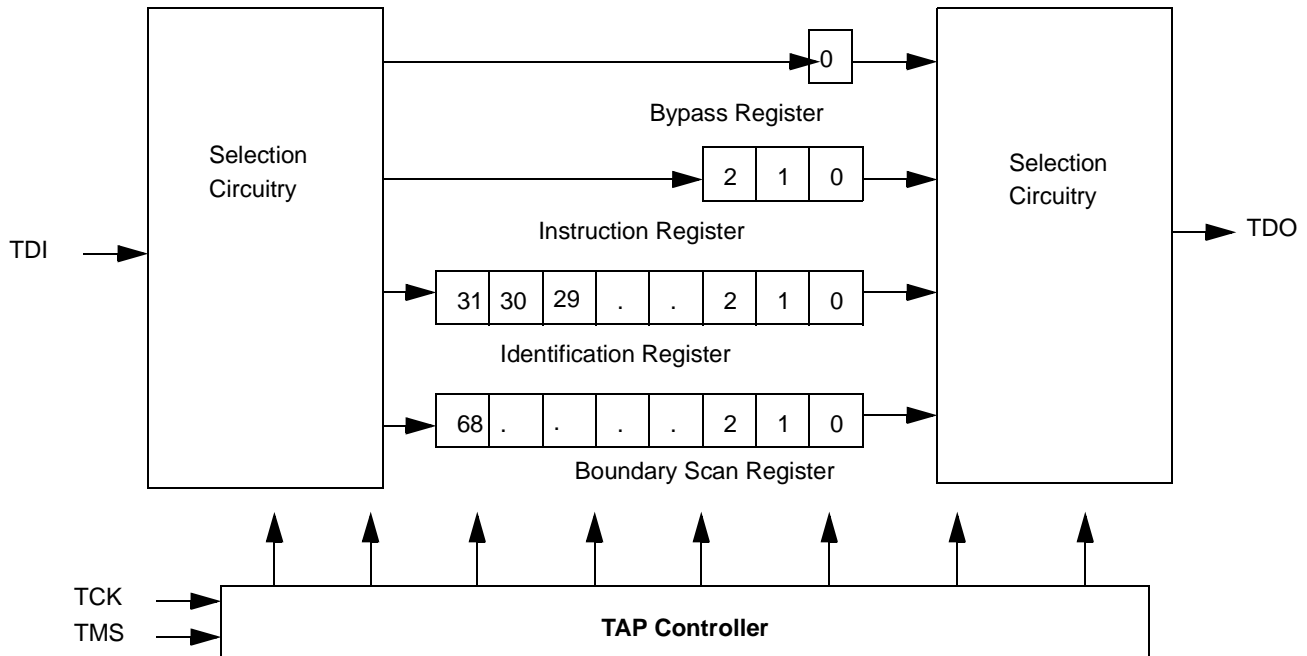 0
Bypass Register
Selection
Circuitry
2 1 0
Selection
Circuitry
Instruction Register
TDI
TDO
31 30 29 . . 2 1 0
Identification Register
68 . . . . 2 1 0
Boundary Scan Register
TCK
TMS
TAP Controller